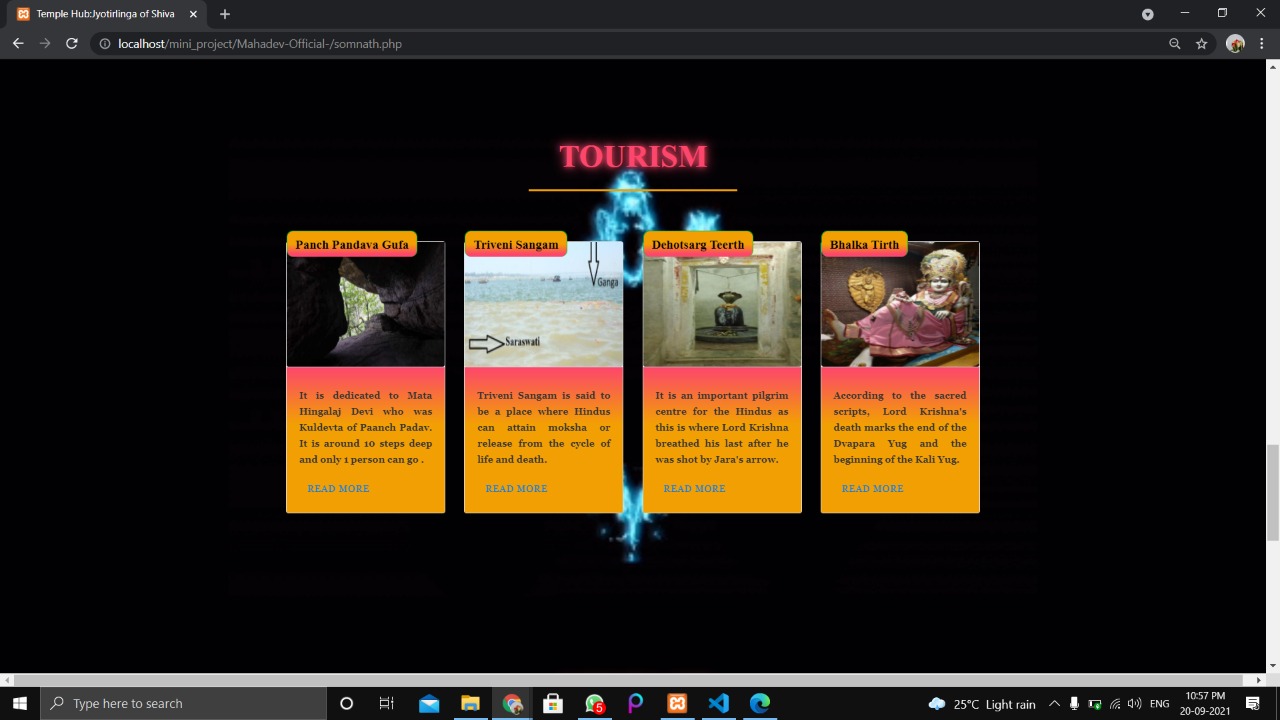 Temple Hub:Jyotirlinga of Shiva
localhost/mini_project/Mahadev-Official-/somnath.php
TOURISM
Panch Pandava Gufa
Triveni Sangam
Dehotsarg Teerth
Bhalka Tirth
Ganga
Saraswati
It is dedicated to Mata
Hingalaj Devi who was
Kuldevta of Paanch Padav.
It is around 10 steps deep
and only 1 person can go .
READ MORE
Triveni Sangam is said to
be a place where Hindus
can attain moksha or
release from the cycle of
life and death.
READ MORE
It is an important pilgrim
centre for the Hindus as
this is where Lord Krishna
breathed his last after he
was shot by Jara's arrow.
READ MORE
According to the sacred
scripts, Lord Krishna's
death marks the end of the
Dvapara Yug and the
beginning of the Kali Yug.
READ MORE
Type here to search
5
25°C Light rain
ENG
10:57 PM
20-09-2021